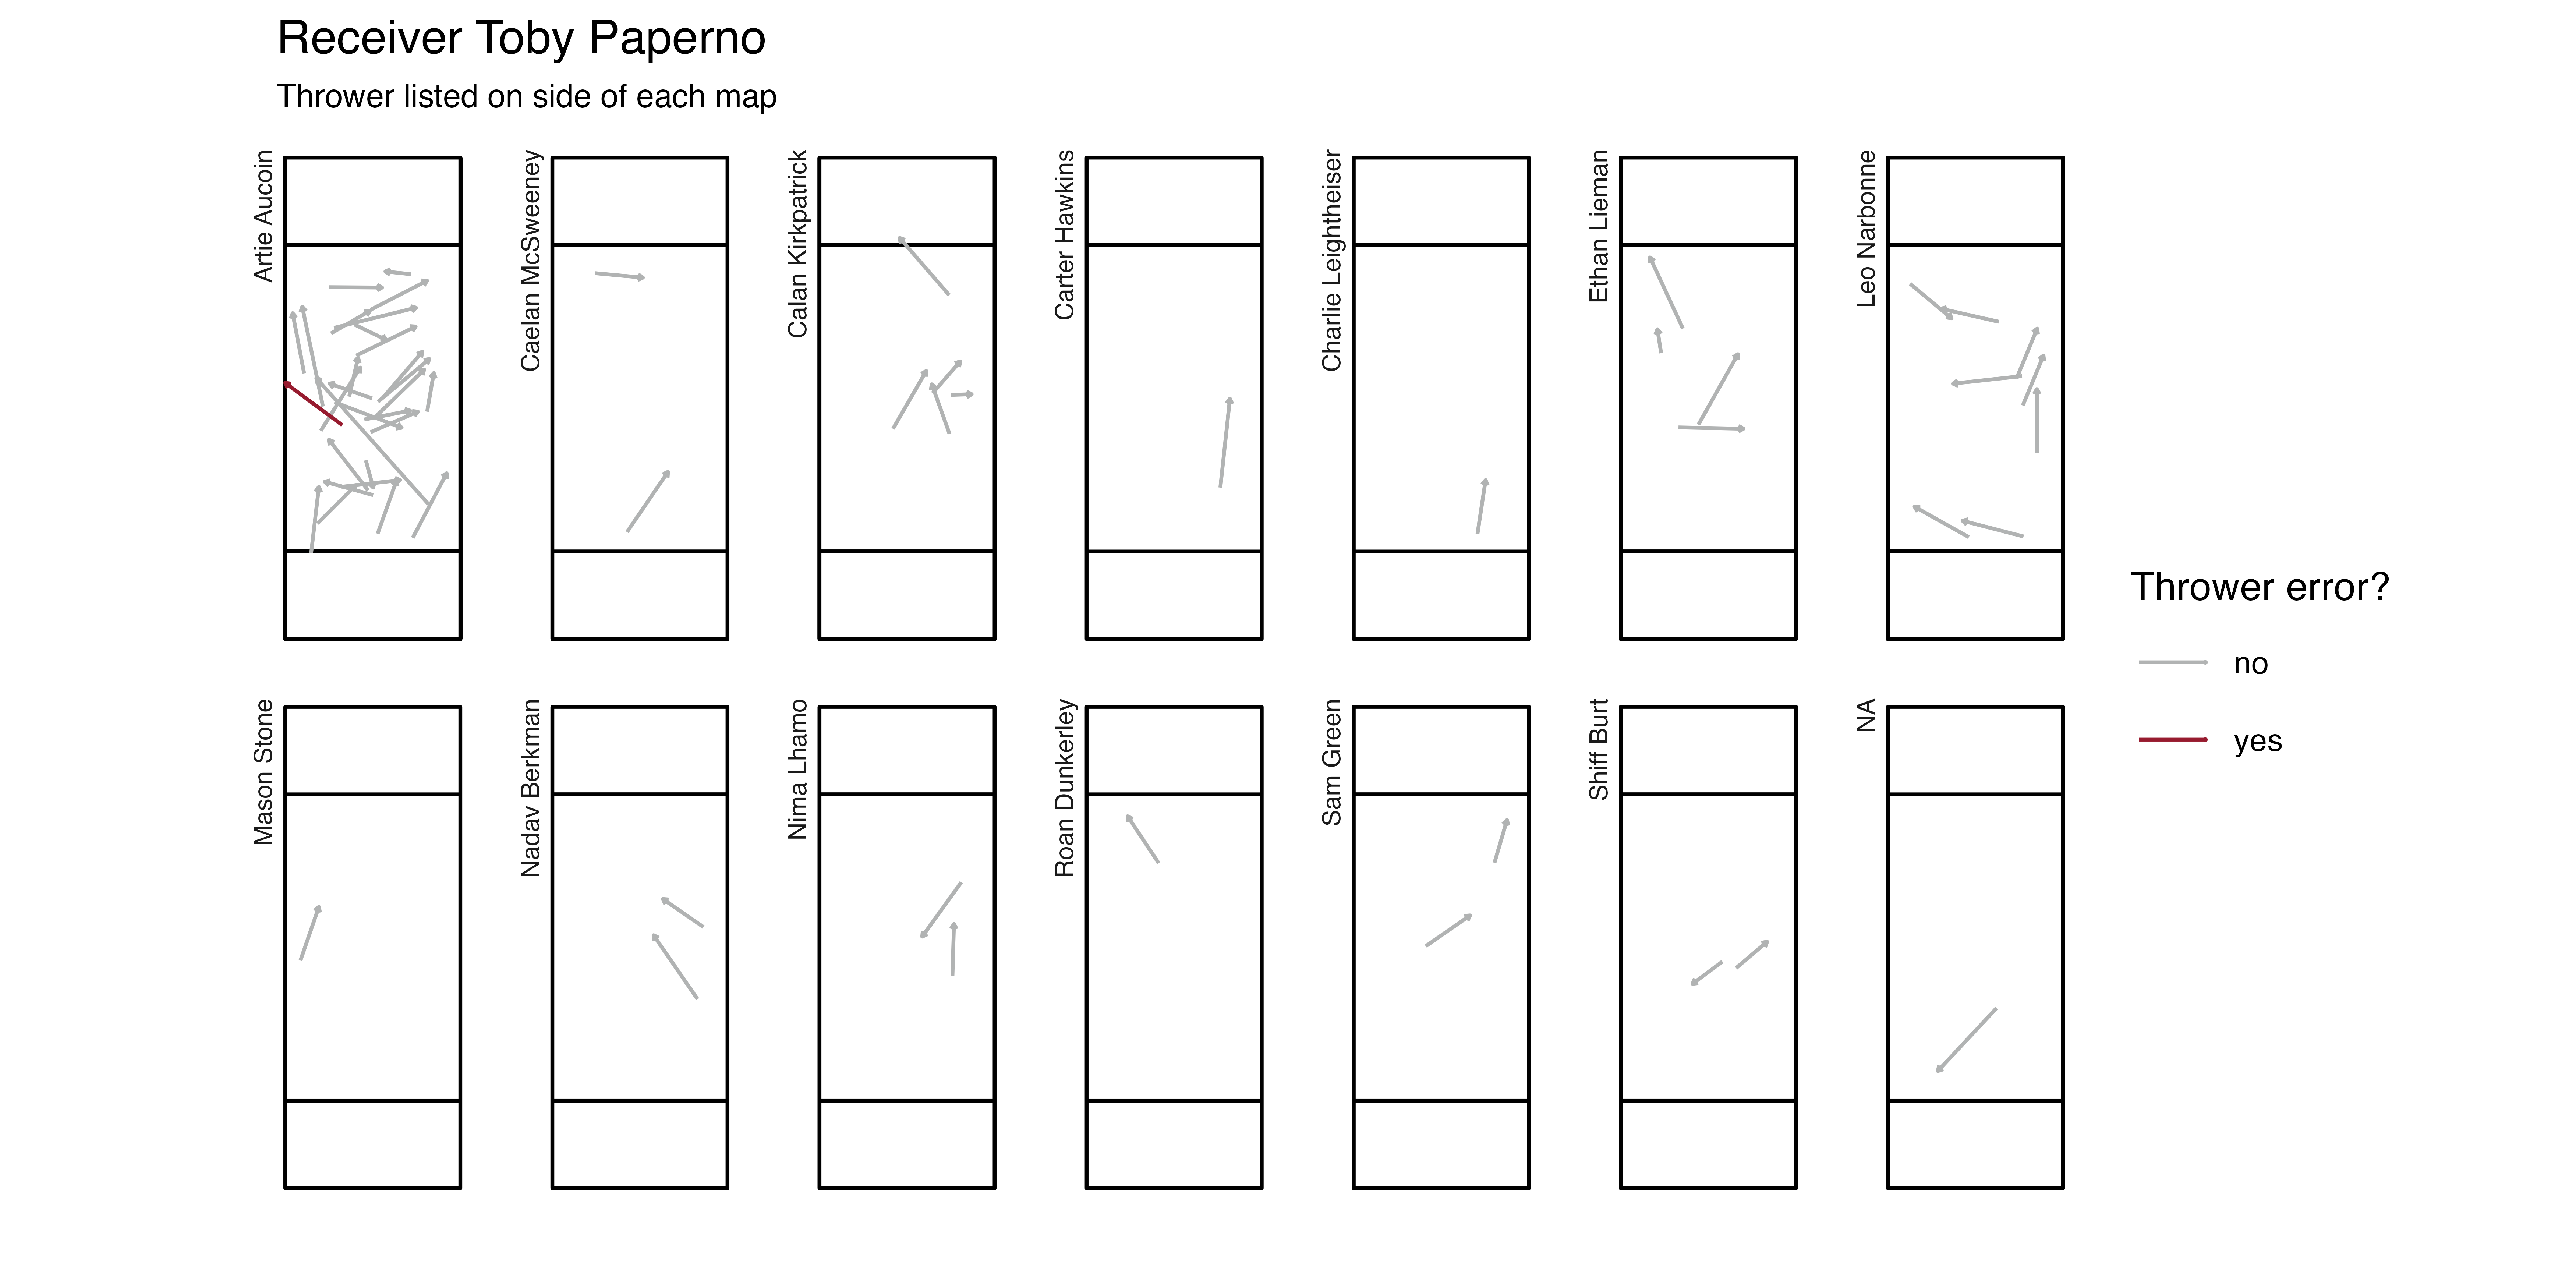 Receiver Toby Paperno
Thrower listed on side of each map
Artie Aucoin
Caelan McSweeney
Calan Kirkpatrick
Carter Hawkins
Charlie Leightheiser
Ethan Lieman
Leo Narbonne
Mason Stone
Nadav Berkman
Nima Lhamo
Roan Dunkerley
Sam Green
Shiff Burt
NA
Thrower error?
no
yes